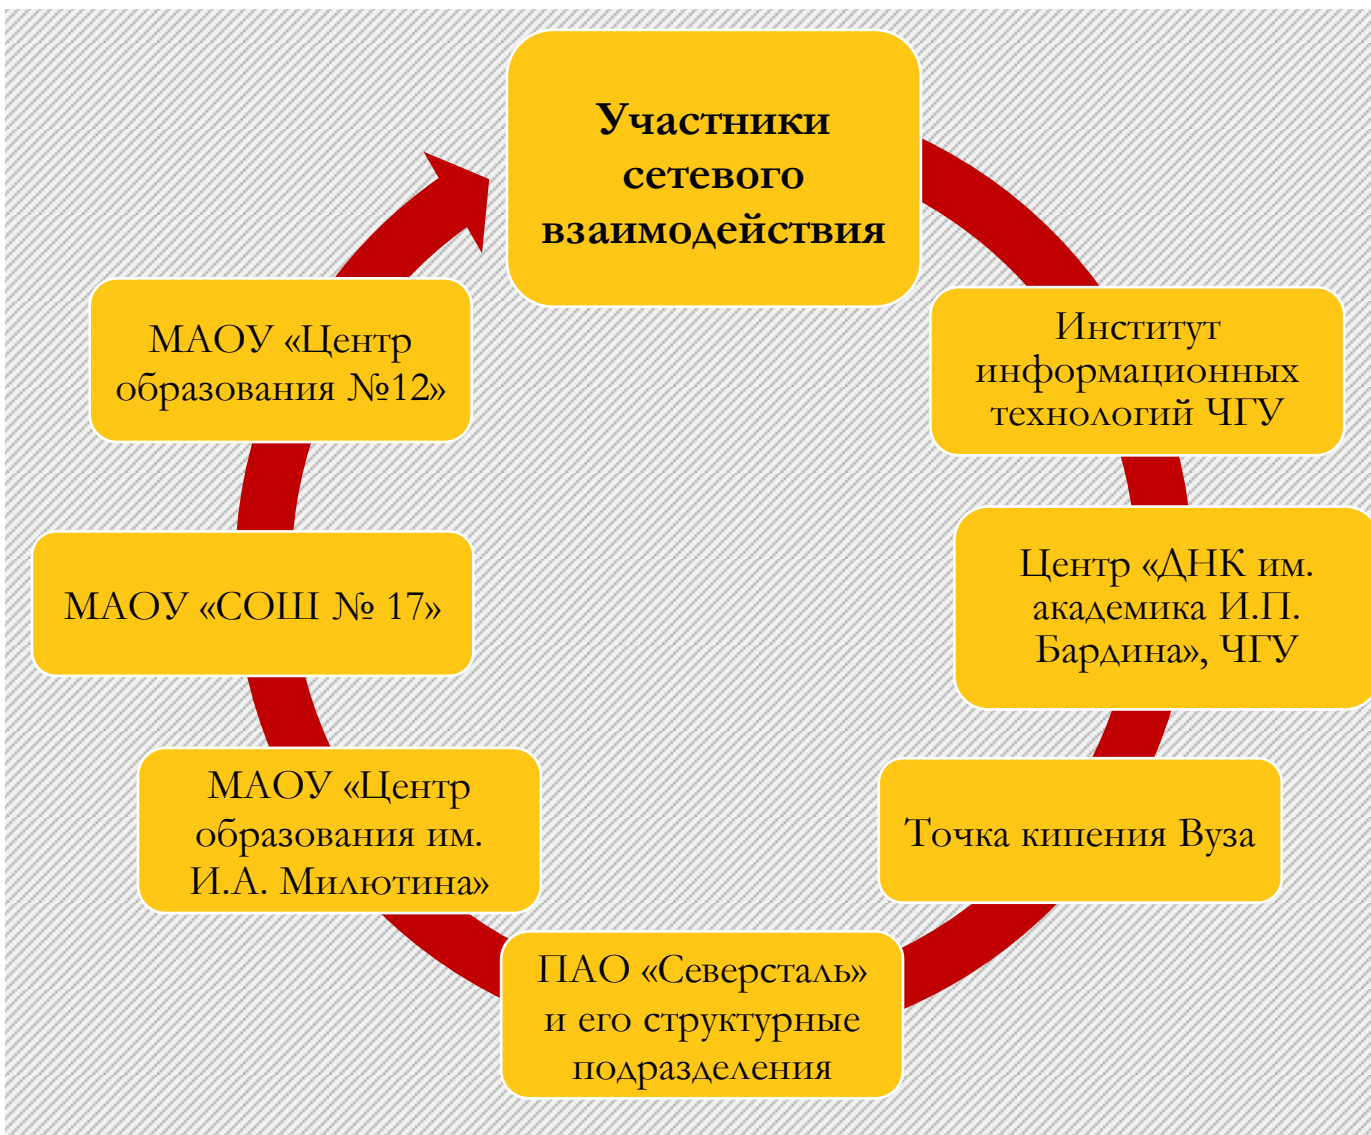 Участники
сетевого
взаимодействия
Институт
информационных
технологий ЧГУ
Центр «ДНК им.
академика И.П.
Бардина», ЧГУ
Точка кипения Вуза
ПАО «Северсталь»
и его структурные
подразделения
МАОУ «Центр
образования им.
И.А. Милютина»
МАОУ «СОШ № 17»
МАОУ «Центр
образования №12»